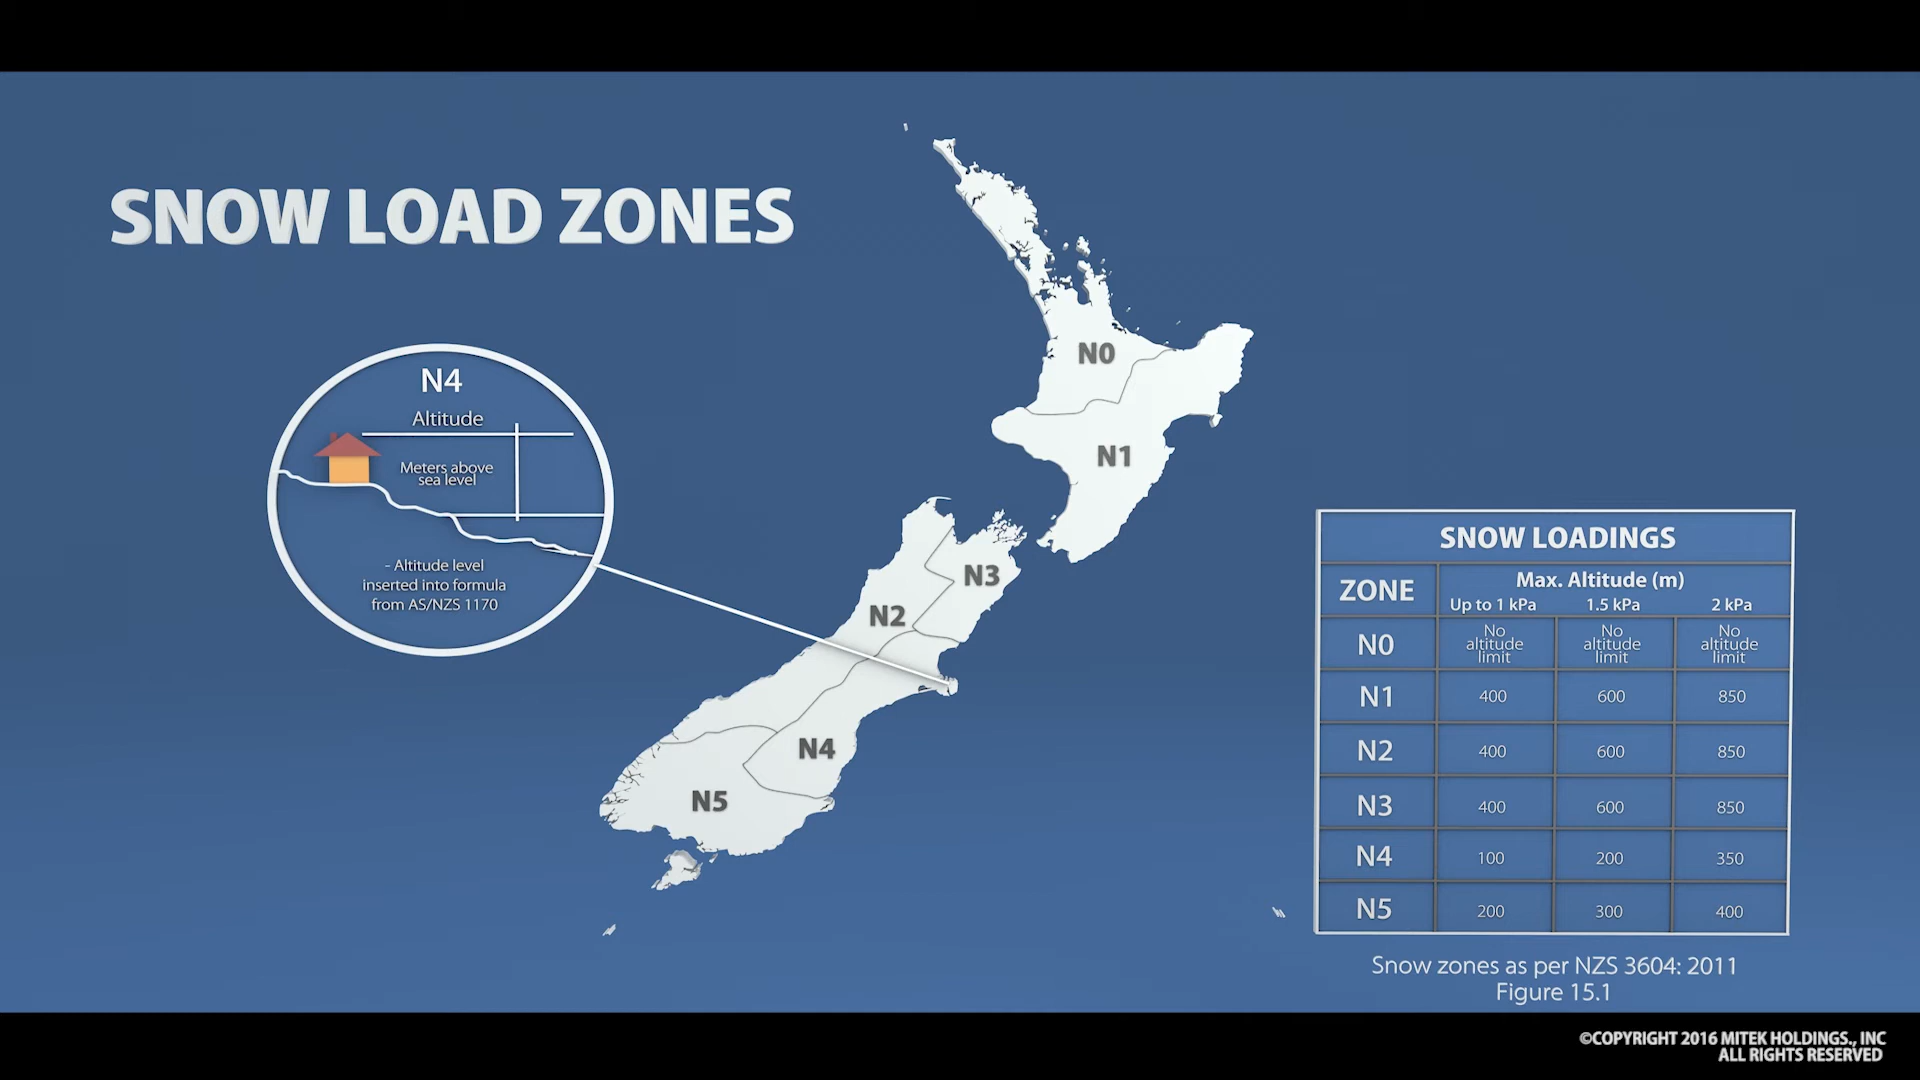 SNOW LOAD ZONES
N4
Altitude
Meters above
sea level
- Altitude level
inserted into formula
from AS/NZS 1170
N0
N1
N3
N2
N4
N5
SNOW LOADINGS
ZONE
Max. Altitude (m)
Up to 1 kPa 1.5 kPa 2 kPa
N0 No altitude limit No altitude limit No altitude limit
N1 400 600 850
N2 400 600 850
N3 400 600 850
N4 100 200 350
N5 200 300 400
Snow zones as per NZS 3604: 2011
Figure 15.1
©COPYRIGHT 2016 MITEK HOLDINGS., INC
ALL RIGHTS RESERVED